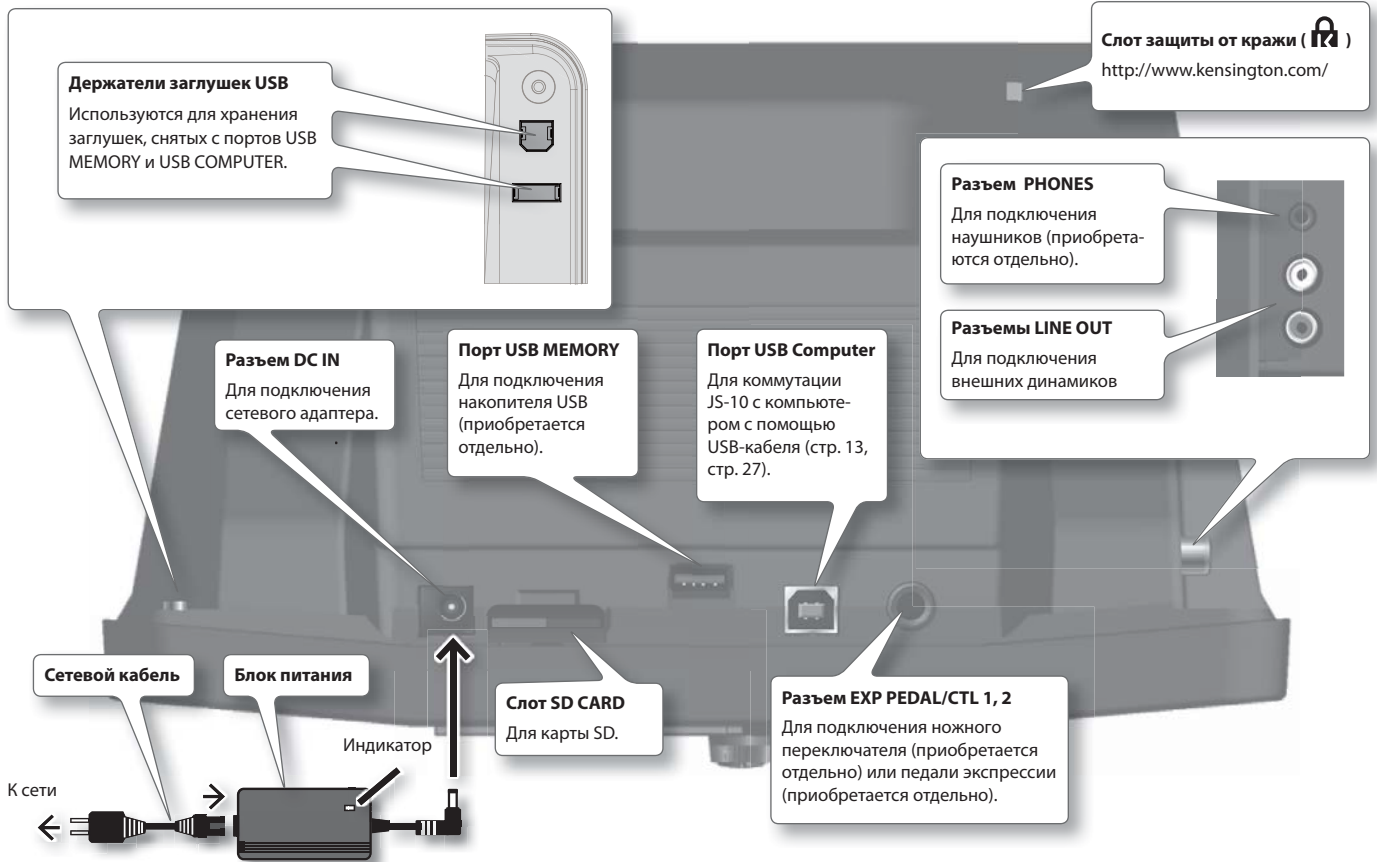 Держатели заглушек USB
Используются для хранения
заглушек, снятых с портов USB
MEMORY и USB COMPUTER.
Слот защиты от кражи ( )
http://www.kensington.com/
Разъем PHONES
Для подключения
наушников (приобрета-
ются отдельно).
Разъемы LINE OUT
Для подключения
внешних динамиков
Разъем DC IN
Для подключения
сетевого адаптера.
Порт USB MEMORY
Для подключения
накопителя USB
(приобретается
отдельно).
Порт USB Computer
Для коммутации
JS-10 с компьюте-
ром с помощью
USB-кабеля (стр. 13,
стр. 27).
Сетевой кабель
Блок питания
Индикатор
К сети
Слот SD CARD
Для карты SD.
Разъем EXP PEDAL/CTL 1, 2
Для подключения ножного
переключателя (приобретается
отдельно) или педали экспрессии
(приобретается отдельно).